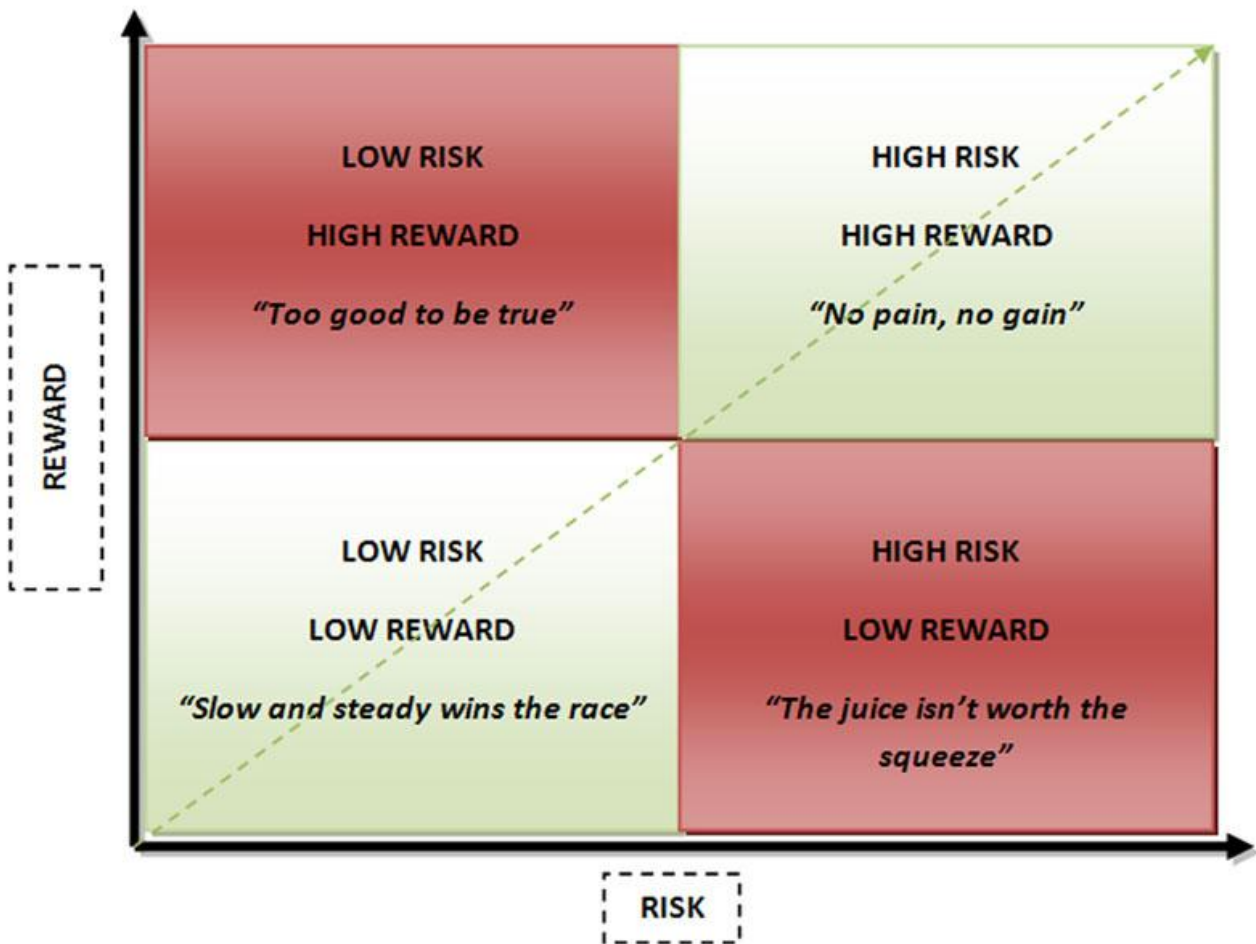 LOW RISK
HIGH REWARD
“Too good to be true”
HIGH RISK
HIGH REWARD
“No pain, no gain”
REWARD
LOW RISK
LOW REWARD
“Slow and steady wins the race”
HIGH RISK
LOW REWARD
“The juice isn’t worth the
squeeze”
RISK